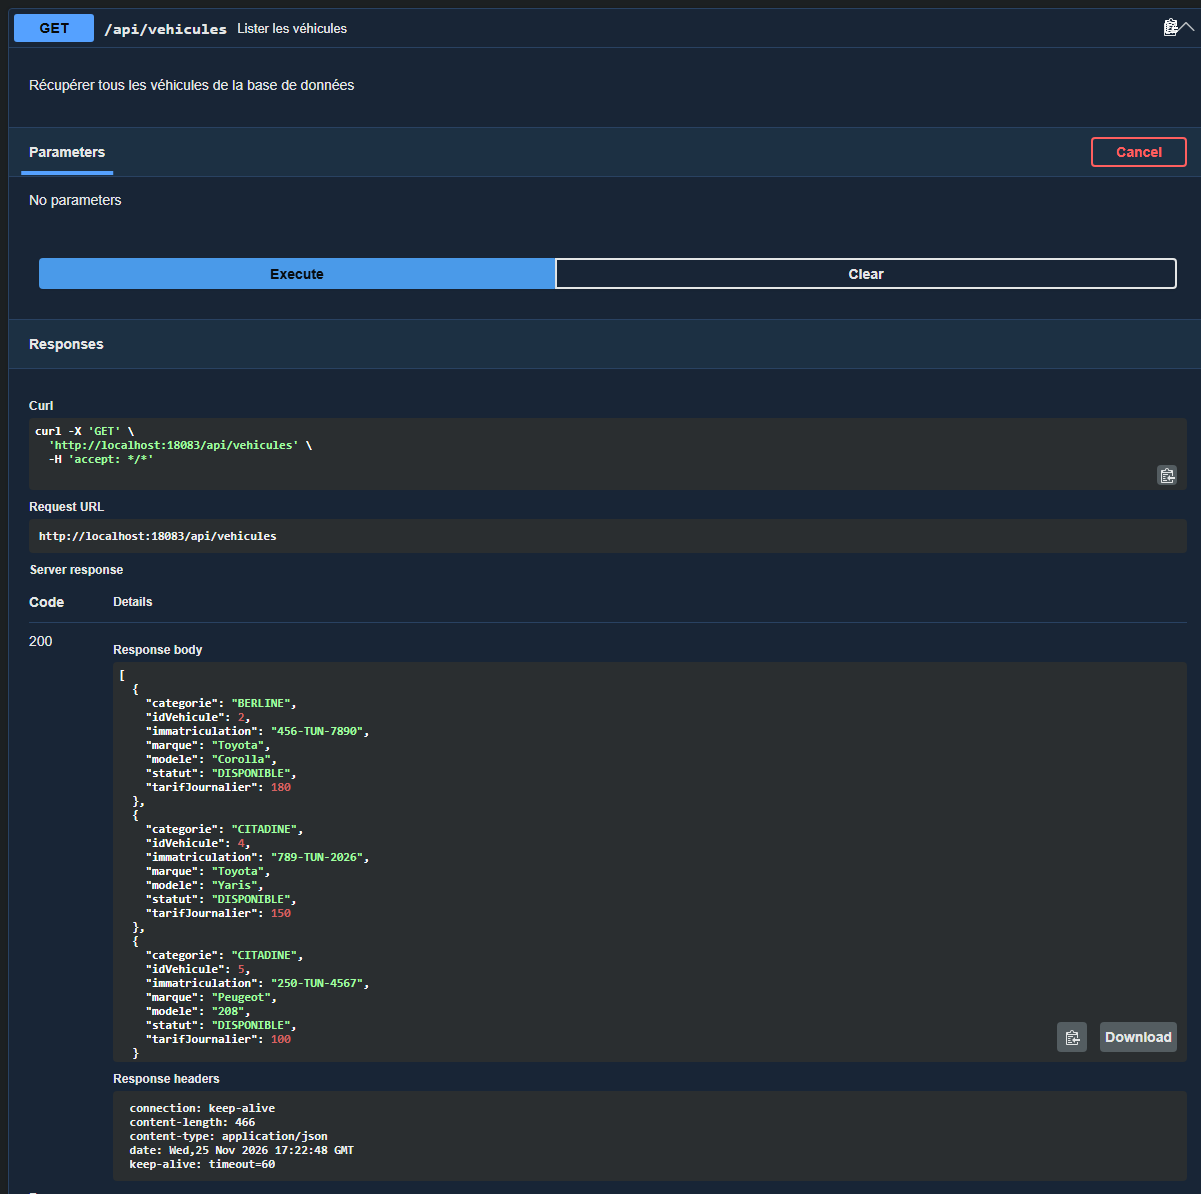 GET /api/vehicules Lister les véhicules
Récupérer tous les véhicules de la base de données
Parameters Cancel
No parameters
Execute Clear
Responses
Curl
curl -X 'GET' \
  'http://localhost:18083/api/vehicules' \
  -H 'accept: */*'
Request URL
http://localhost:18083/api/vehicules
Server response
Code Details
200
Response body
[
  {
    "categorie": "BERLINE",
    "idVehicule": 2,
    "immatriculation": "456-TUN-7890",
    "marque": "Toyota",
    "modele": "Corolla",
    "statut": "DISPONIBLE",
    "tarifJournalier": 180
  },
  {
    "categorie": "CITADINE",
    "idVehicule": 4,
    "immatriculation": "789-TUN-2026",
    "marque": "Toyota",
    "modele": "Yaris",
    "statut": "DISPONIBLE",
    "tarifJournalier": 150
  },
  {
    "categorie": "CITADINE",
    "idVehicule": 5,
    "immatriculation": "250-TUN-4567",
    "marque": "Peugeot",
    "modele": "208",
    "statut": "DISPONIBLE",
    "tarifJournalier": 100
  }
Download
Response headers
connection: keep-alive
content-length: 466
content-type: application/json
date: Wed,25 Nov 2026 17:22:48 GMT
keep-alive: timeout=60